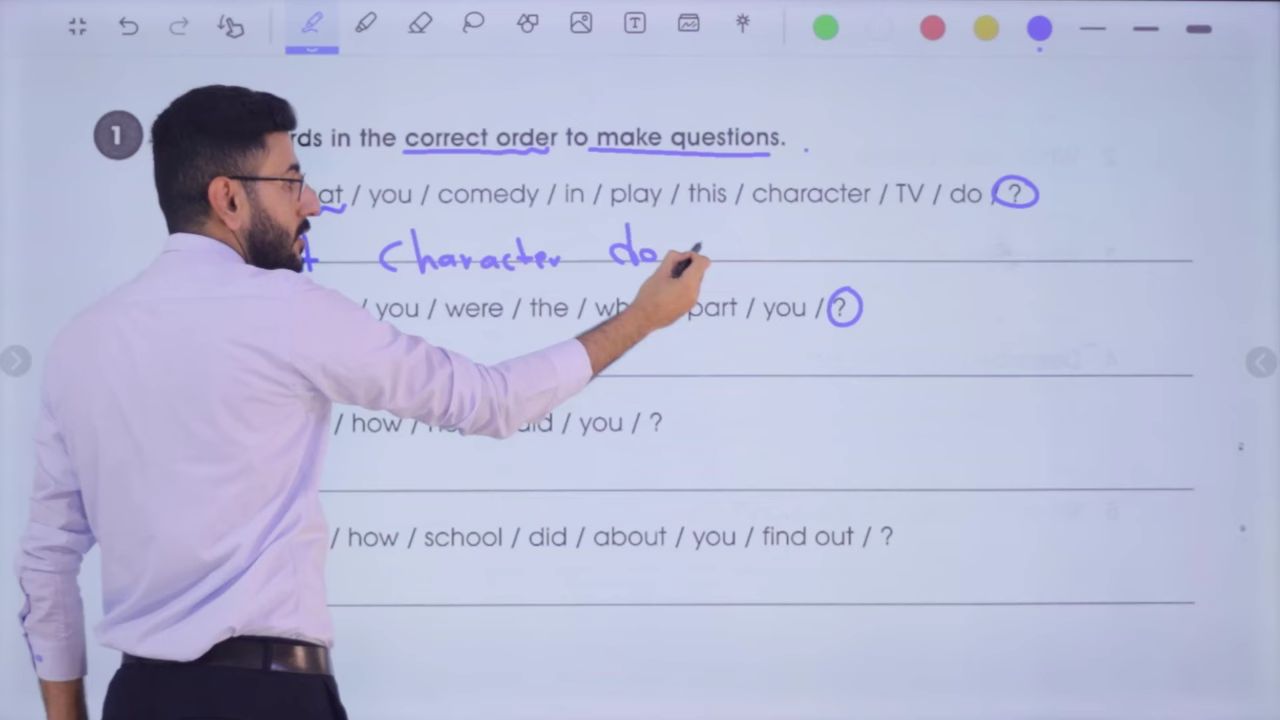 1 rds in the correct order to make questions.
at / you / comedy / in / play / this / character / TV / do / ?
t character do
/ you / were / the / wh part / you / ?
/ how / did / you / ?
/ how / school / did / about / you / find out / ?